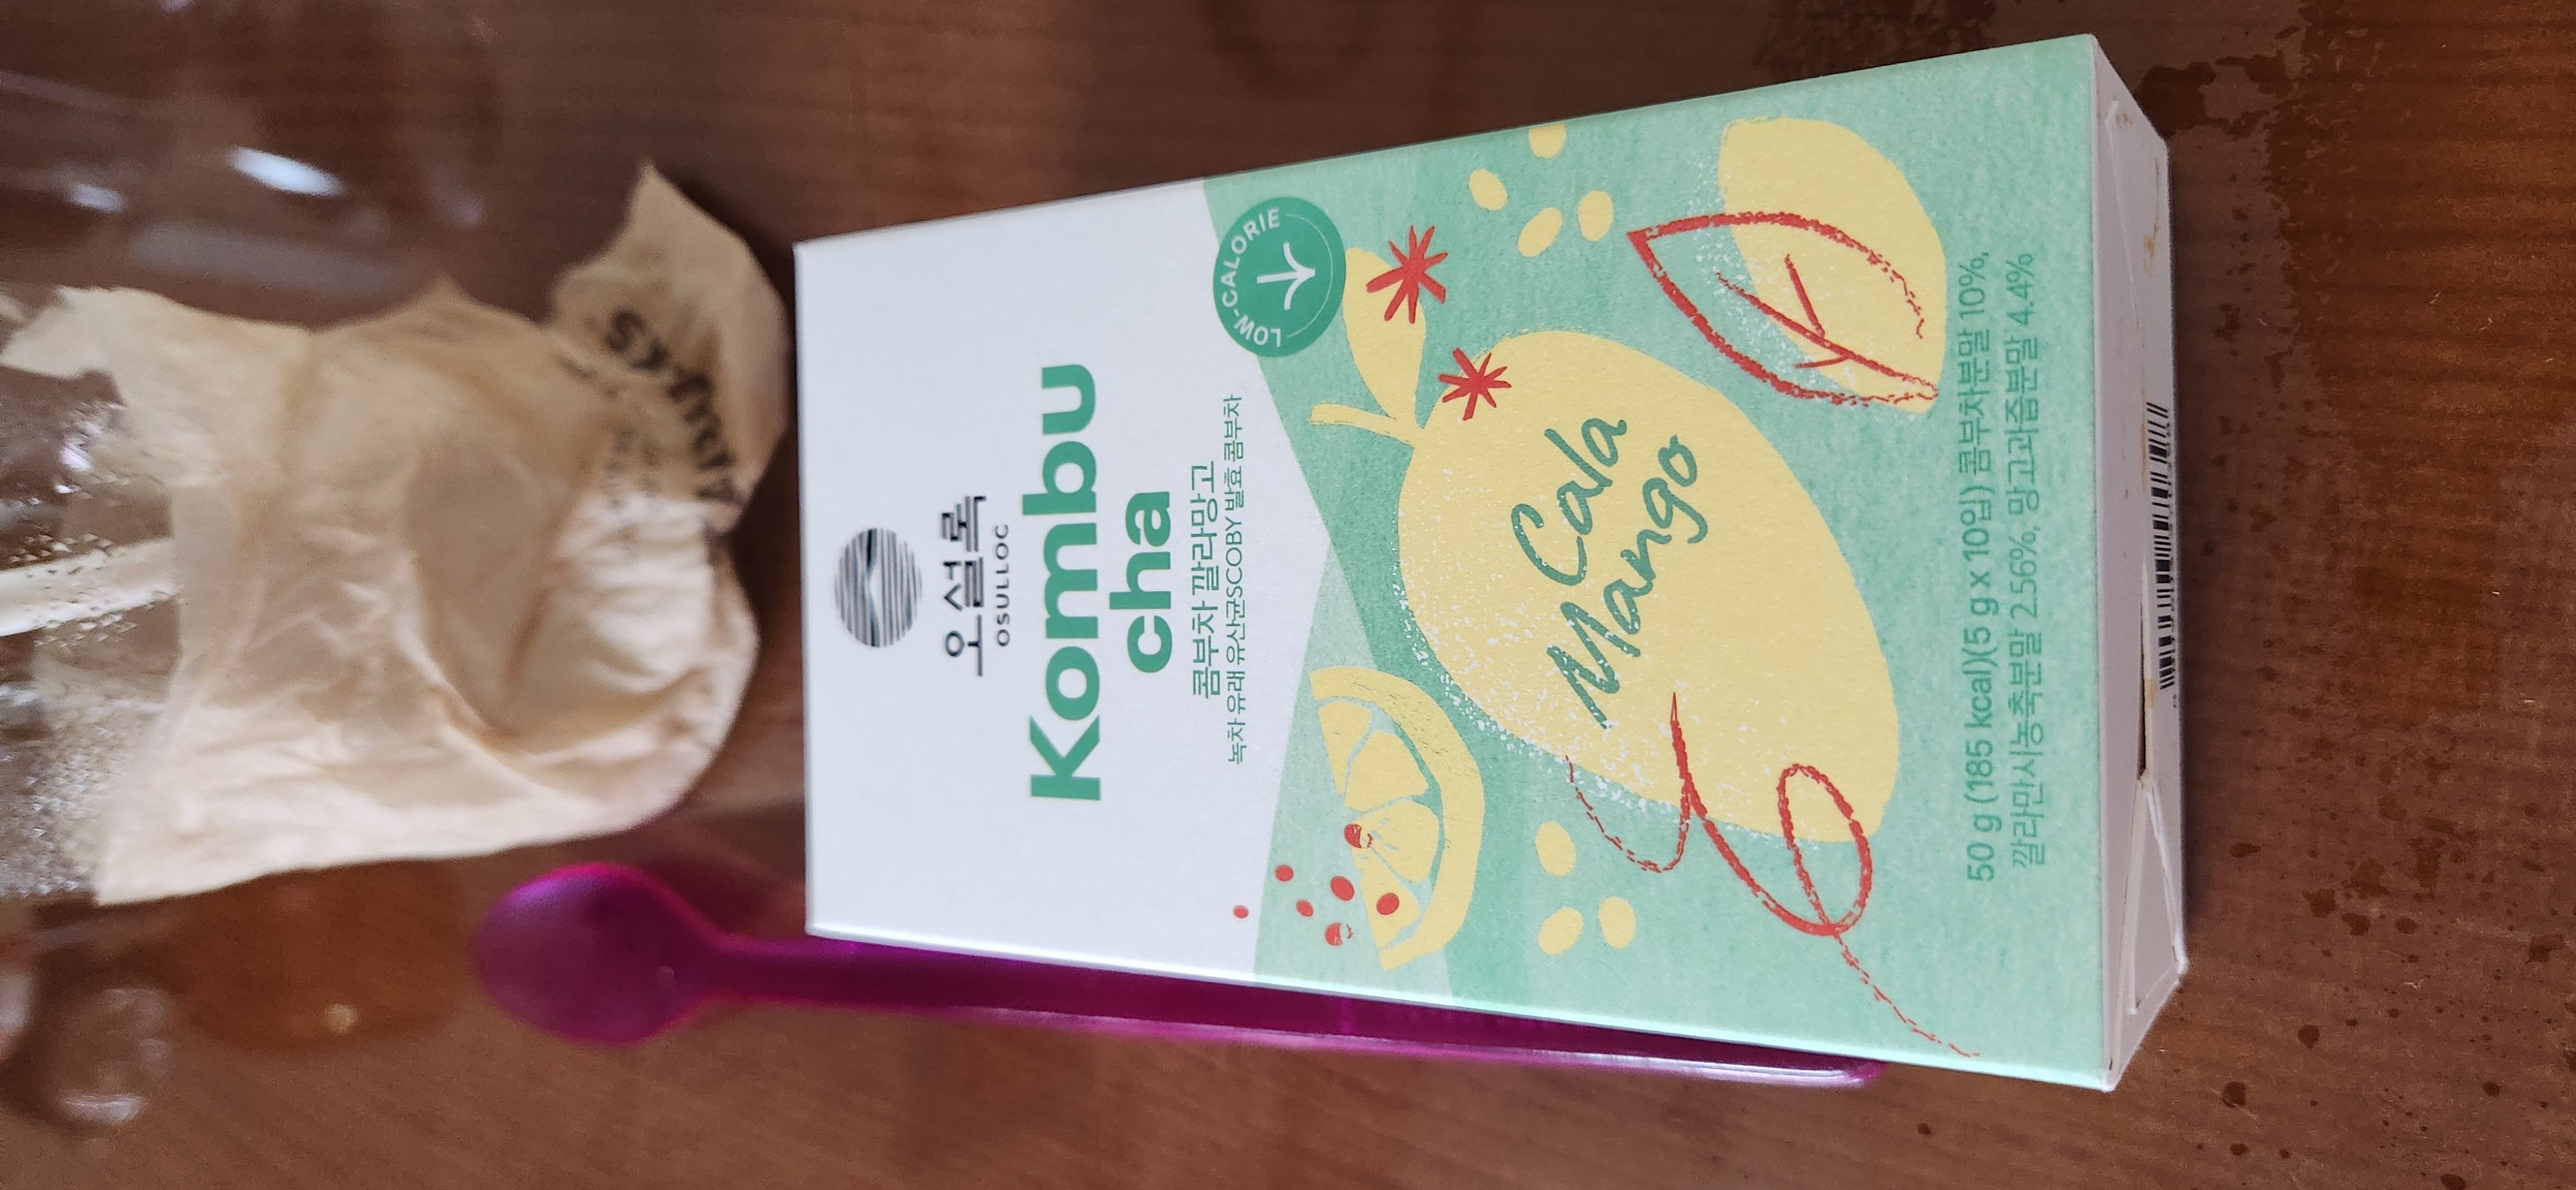 오설록
OSULLOC
Kombu
cha
콤부차 깔라망고
녹차 유래 유산균SCOBY 발효 콤부차
LOW-CALORIE
Cala
Mango
50 g (185 kcal)(5 g x 10입) 콤부차분말 10%,
깔라만시농축분말 2.56%, 망고과즙분말 4.4%